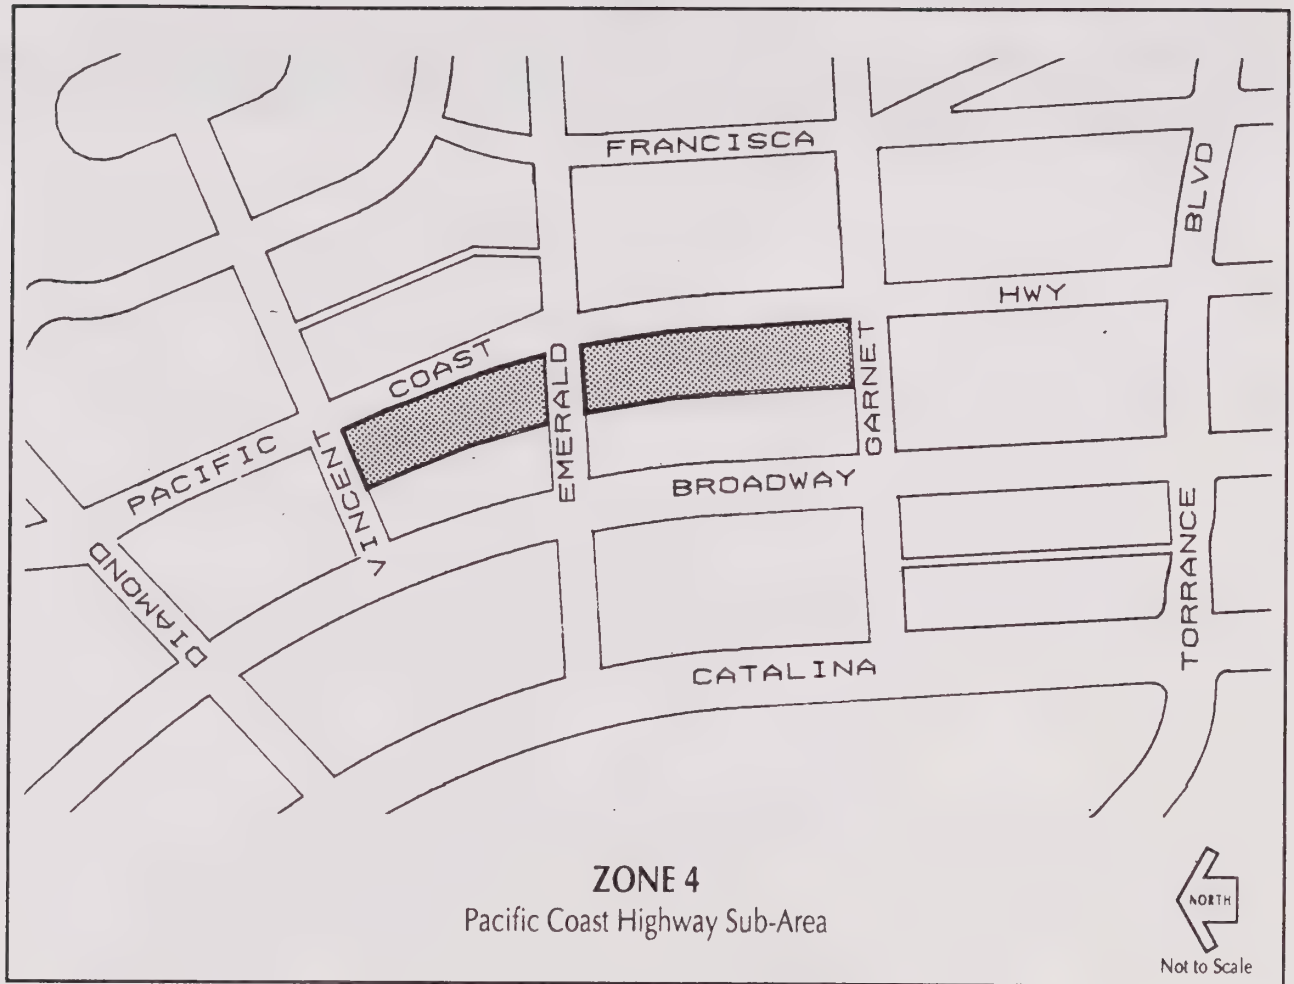 FRANCISCA
BLVD
HWY
COAST
PACIFIC
VINCENT
EMERALD
GARNET
BROADWAY
DIAMOND
TORRANCE
CATALINA
ZONE 4
Pacific Coast Highway Sub-Area
NORTH
Not to Scale